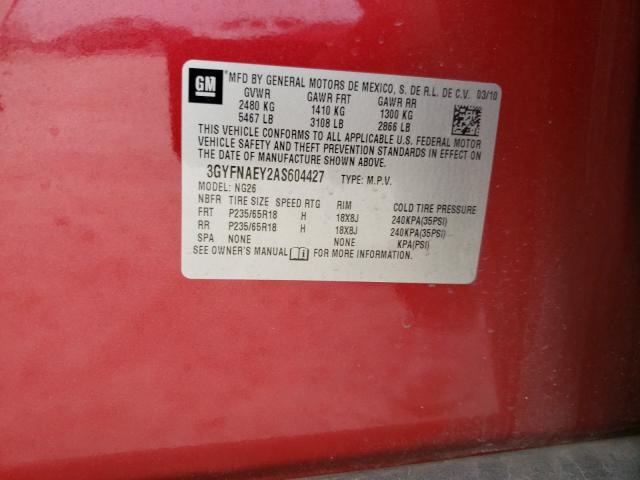 GM MFD BY GENERAL MOTORS DE MEXICO, S. DE R.L. DE C.V. 03/10
GVWR GAWR FRT GAWR RR
2480 KG 1410 KG 1300 KG
5467 LB 3108 LB 2866 LB
THIS VEHICLE CONFORMS TO ALL APPLICABLE U.S. FEDERAL MOTOR
VEHICLE SAFETY AND THEFT PREVENTION STANDARDS IN EFFECT ON
THE DATE OF MANUFACTURE SHOWN ABOVE.
3GYFNAEY2AS604427 TYPE: M.P.V.
MODEL: NG26
NBFR TIRE SIZE SPEED RTG RIM COLD TIRE PRESSURE
FRT P235/65R18 H 18X8J 240KPA(35PSI)
RR P235/65R18 H 18X8J 240KPA(35PSI)
SPA NONE NONE KPA(PSI)
SEE OWNER'S MANUAL FOR MORE INFORMATION.